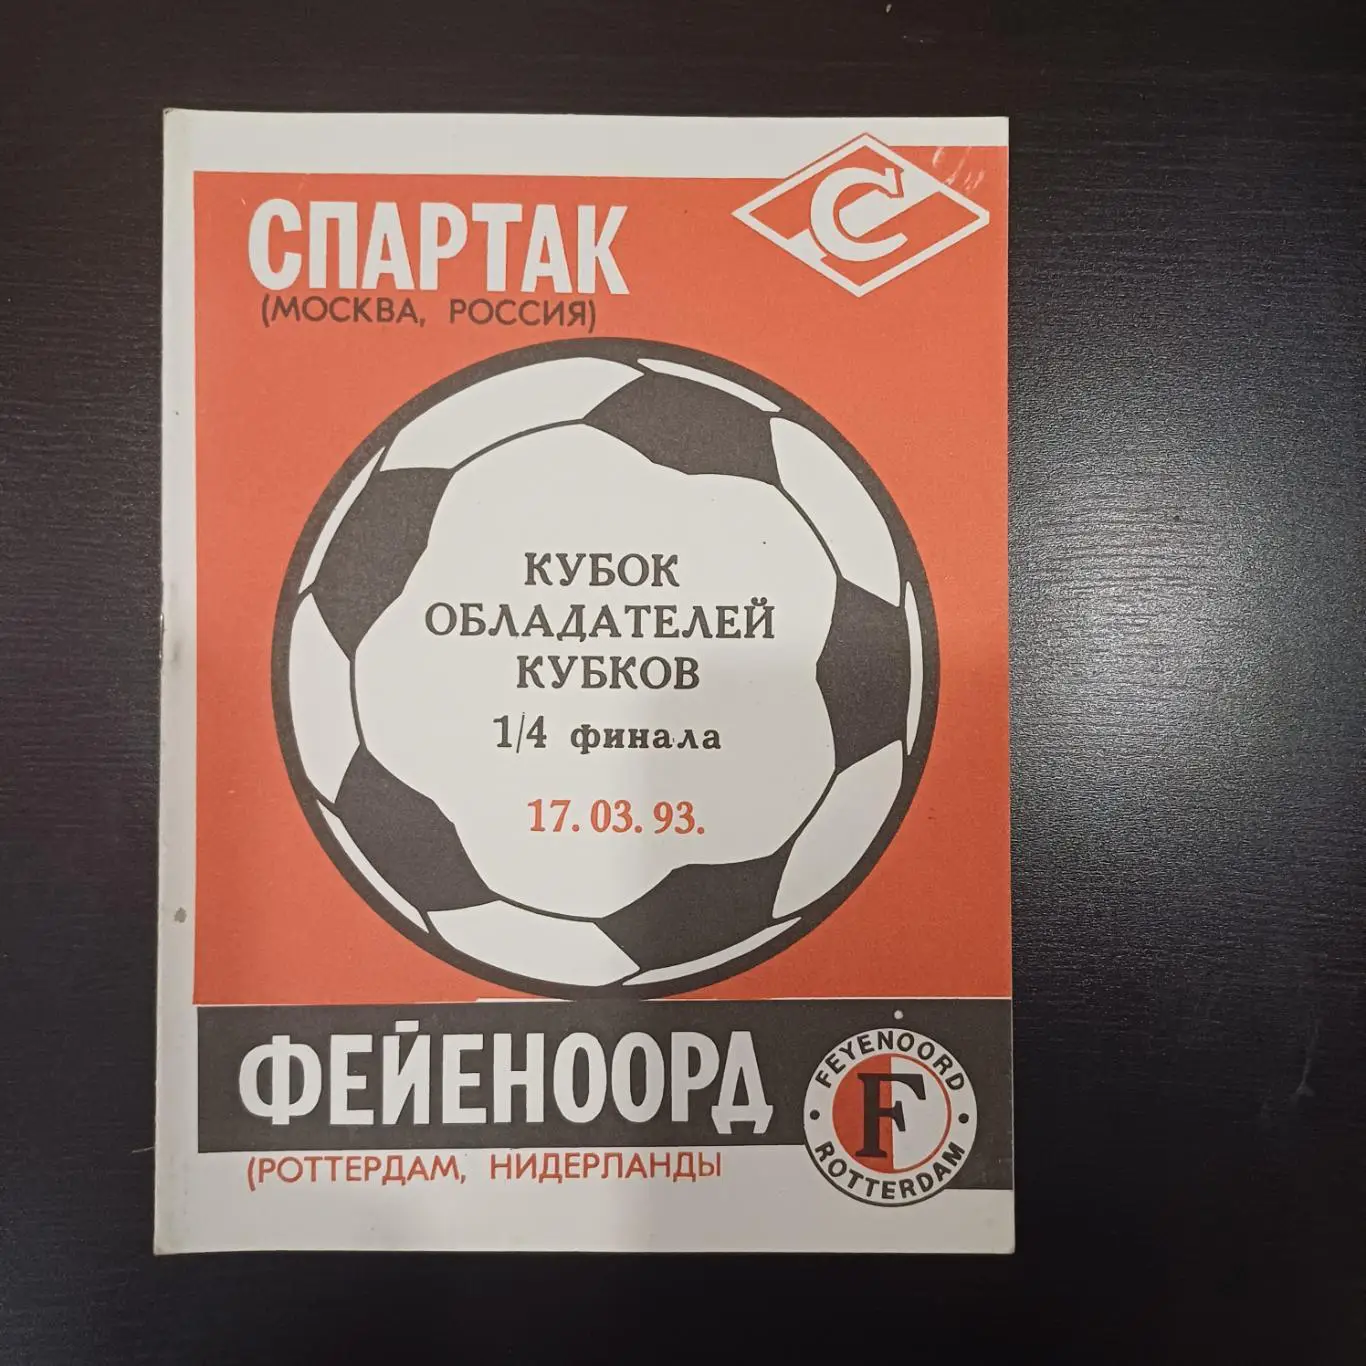 СПАРТАК
(МОСКВА, РОССИЯ)
С
КУБОК
ОБЛАДАТЕЛЕЙ
КУБКОВ
1/4 финала
17.03.93.
ФЕЙЕНООРД
(РОТТЕРДАМ, НИДЕРЛАНДЫ
FEYENOORD
F
ROTTERDAM